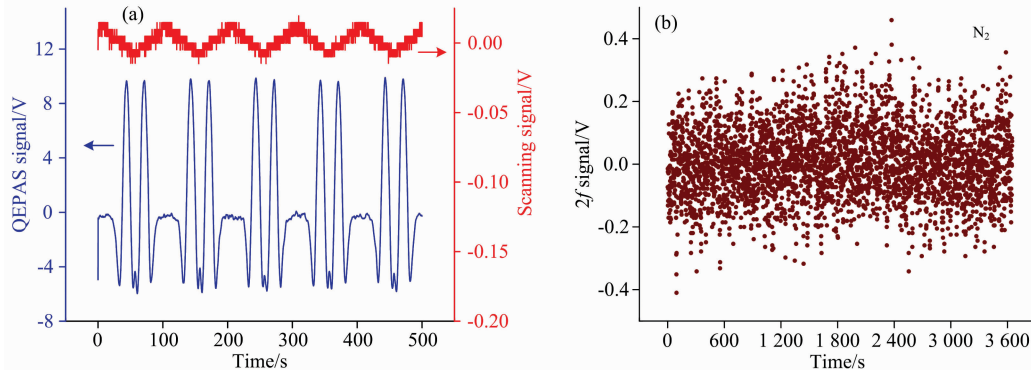 (a)
12
8
4
0
-4
-8
QEPAS signal/V
0.00
-0.05
-0.10
-0.15
-0.20
Scanning signal/V
0 100 200 300 400 500
Time/s
(b)
N2
0.4
0.2
0.0
-0.2
-0.4
2f signal/V
0 600 1 200 1 800 2 400 3 000 3 600
Time/s